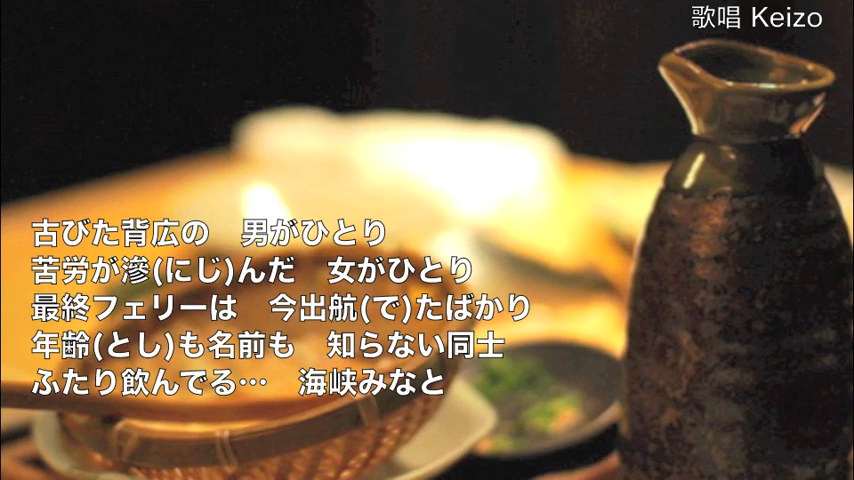 歌唱 Keizo
古びた背広の　男がひとり
苦労が滲(にじ)んだ　女がひとり
最終フェリーは　今出航(で)たばかり
年齢(とし)も名前も　知らない同士
ふたり飲んでる…　海峡みなと